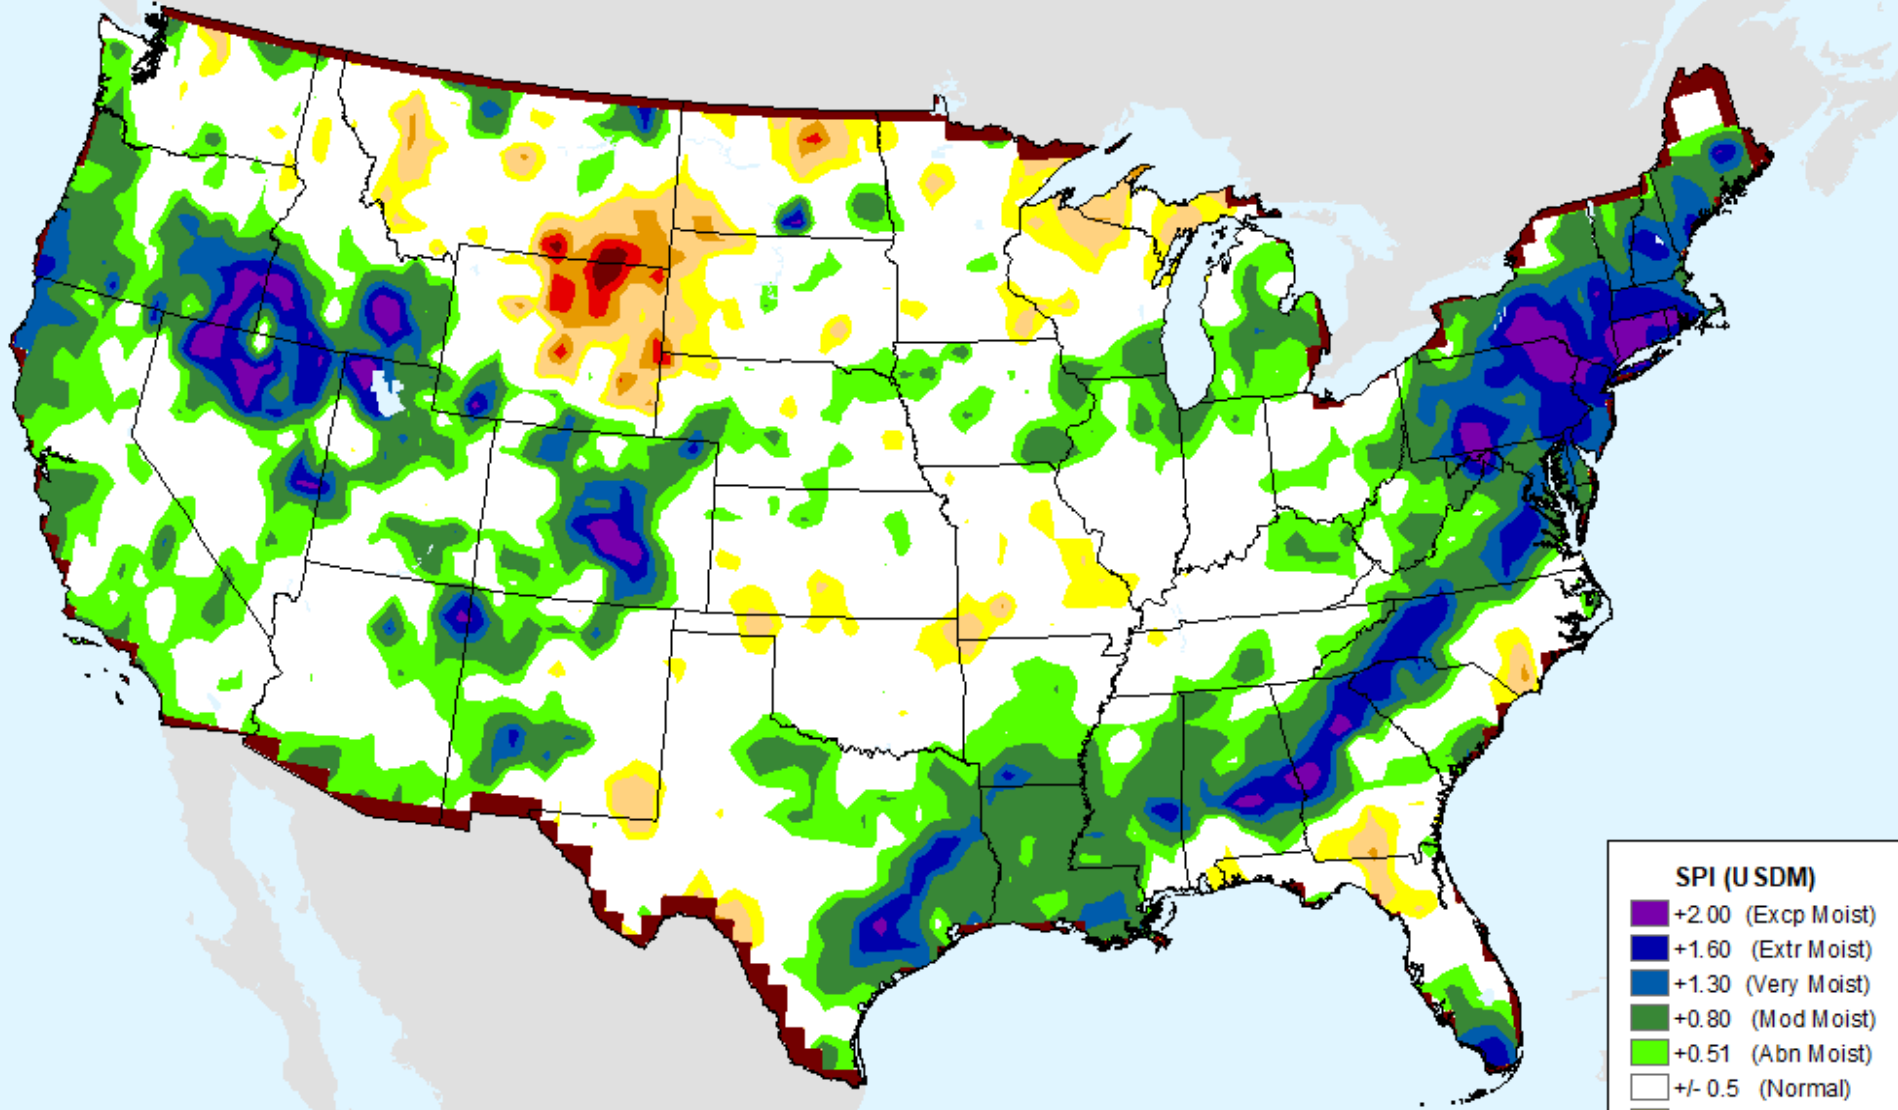 SPI (USDM)
+2.00 (Excp Moist)
+1.60 (Extr Moist)
+1.30 (Very Moist)
+0.80 (Mod Moist)
+0.51 (Abn Moist)
+/- 0.5 (Normal)